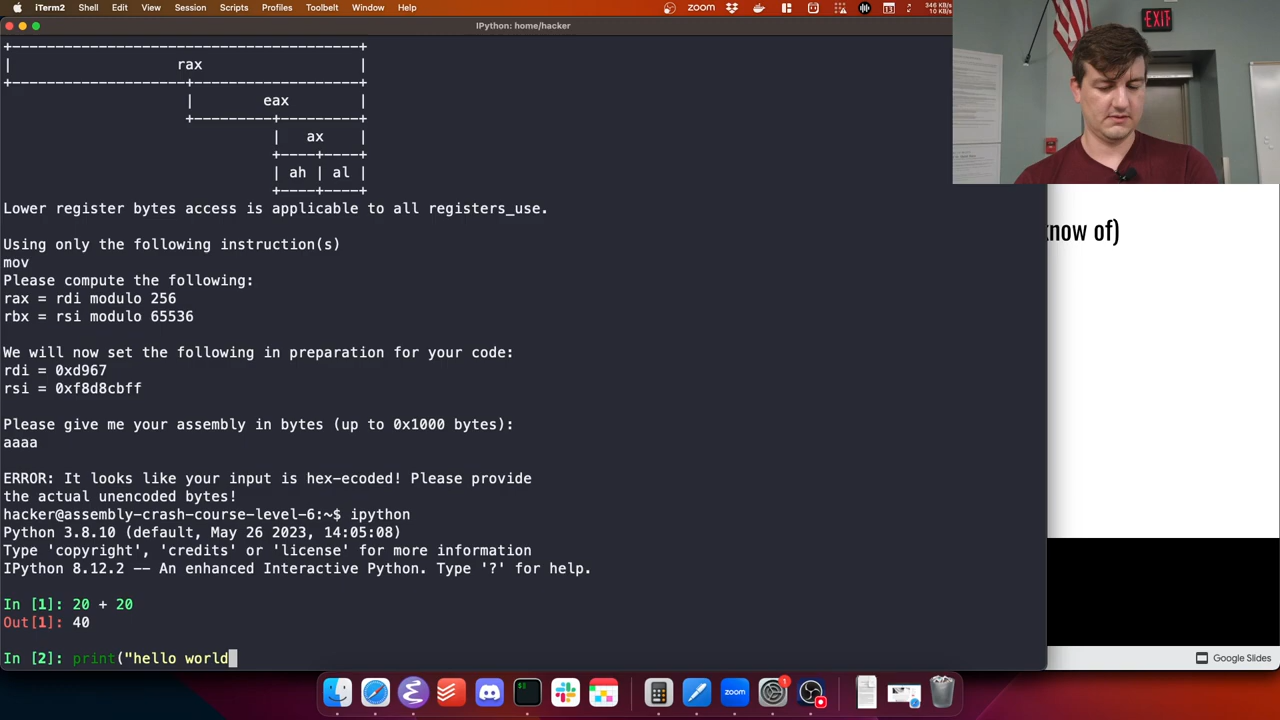 iTerm2 Shell Edit View Session Scripts Profiles Toolbelt Window Help
zoom
346 KB/s
10 KB/s
IPython: home/hacker
EXIT
rax
eax
ax
ah | al
Lower register bytes access is applicable to all registers_use.
know of)
Using only the following instruction(s)
mov
Please compute the following:
rax = rdi modulo 256
rbx = rsi modulo 65536
We will now set the following in preparation for your code:
rdi = 0xd967
rsi = 0xf8d8cbff
Please give me your assembly in bytes (up to 0x1000 bytes):
aaaa
ERROR: It looks like your input is hex-ecoded! Please provide
the actual unencoded bytes!
hacker@assembly-crash-course-level-6:~$ ipython
Python 3.8.10 (default, May 26 2023, 14:05:08)
Type 'copyright', 'credits' or 'license' for more information
IPython 8.12.2 -- An enhanced Interactive Python. Type '?' for help.
In [1]: 20 + 20
Out[1]: 40
In [2]: print("hello world
Google Slides
zoom